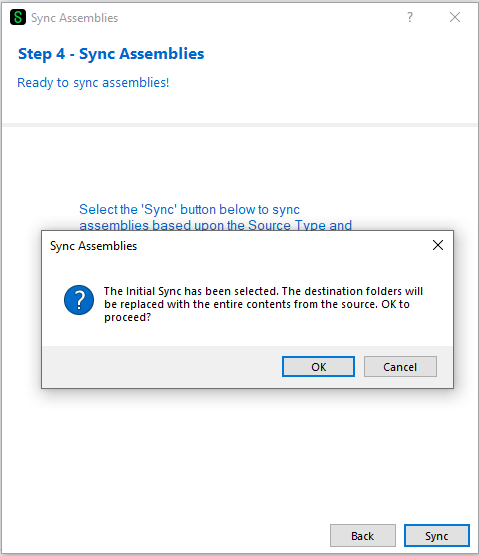 Sync Assemblies
Step 4 - Sync Assemblies
Ready to sync assemblies!
Select the 'Sync' button below to sync
assemblies based upon the Source Type and
Sync Assemblies
The Initial Sync has been selected. The destination folders will
be replaced with the entire contents from the source. OK to
proceed?
OK
Cancel
Back
Sync